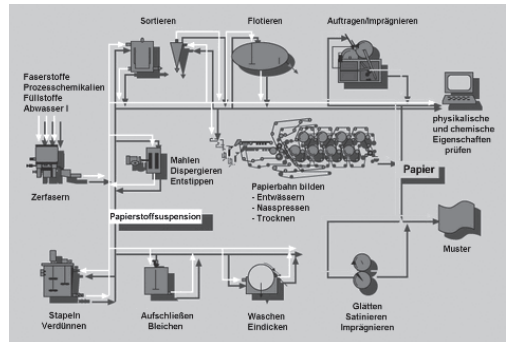 Sortieren
Flotieren
Auftragen/Imprägnieren
Faserstoffe
Prozesschemikalien
Füllstoffe
Abwasser I
physikalische
und chemische
Eigenschaften
prüfen
Mahlen
Dispergieren
Entstippen
Zerfasern
Papierbahn bilden
- Entwässern
- Nasspressen
- Trocknen
Papier
Papierstoffsuspension
Muster
Stapeln
Verdünnen
Aufschließen
Bleichen
Waschen
Eindicken
Glätten
Satinieren
Imprägnieren